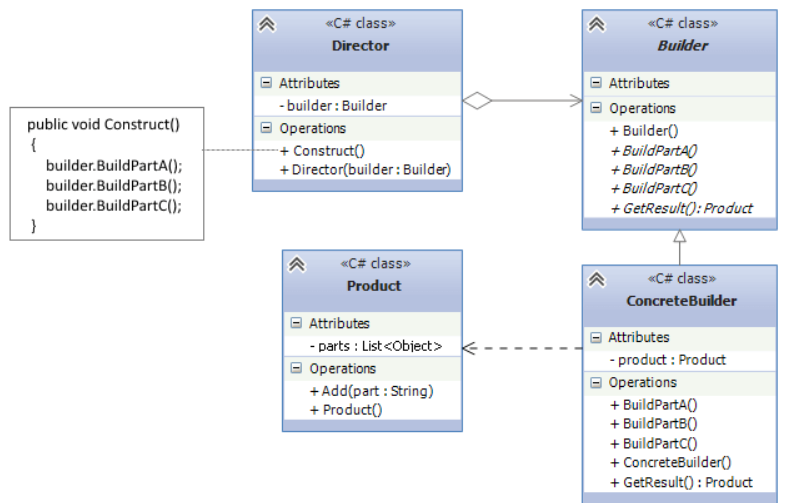 «C# class»
Director
Attributes
- builder : Builder
Operations
+ Construct()
+ Director(builder : Builder)
«C# class»
Builder
Attributes
Operations
+ Builder()
+ BuildPartA()
+ BuildPartB()
+ BuildPartC()
+ GetResult() : Product
public void Construct()
{
builder.BuildPartA();
builder.BuildPartB();
builder.BuildPartC();
}
«C# class»
Product
Attributes
- parts : List<Object>
Operations
+ Add(part : String)
+ Product()
«C# class»
ConcreteBuilder
Attributes
- product : Product
Operations
+ BuildPartA()
+ BuildPartB()
+ BuildPartC()
+ ConcreteBuilder()
+ GetResult() : Product